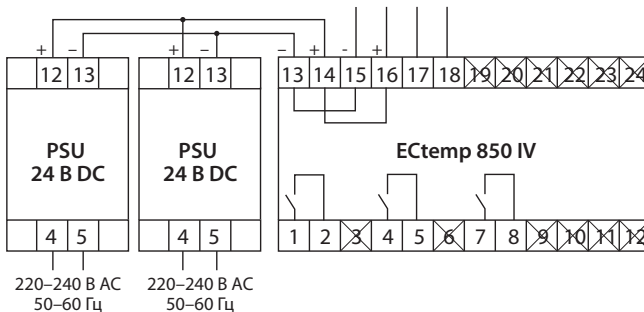 + – + – – + - +
12 13 12 13 13 14 15 16 17 18 19 20 21 22 23 24
PSU
24 В DC
PSU
24 В DC
ECtemp 850 IV
4 5 4 5 1 2 3 4 5 6 7 8 9 10 11 12
220–240 В АС
50–60 Гц
220–240 В АС
50–60 Гц